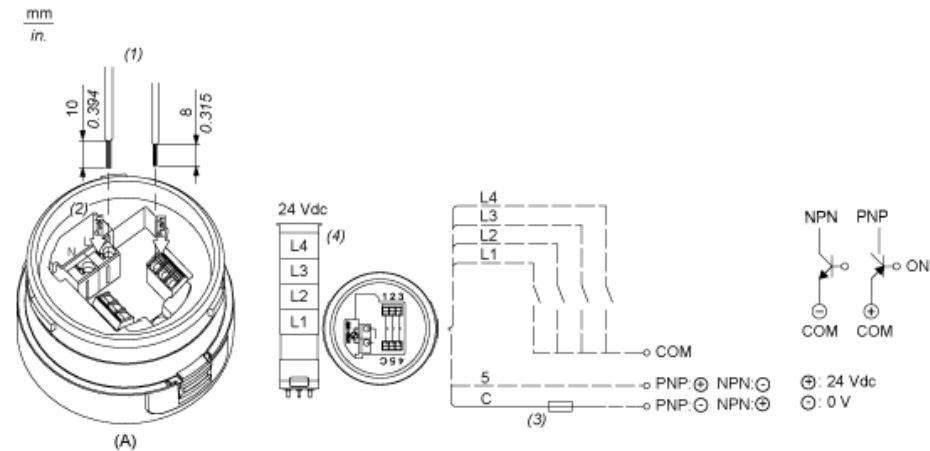 mm
in.
(1)
10
0.394
8
0.315
(2)
N L
24 Vdc
(4)
L4
L3
L2
L1
1 2 3
4 5 C
L4
L3
L2
L1
COM
5
PNP:⊕ NPN:⊖
C
(3)
PNP:⊖ NPN:⊕
NPN PNP
ON
⊖ ⊕
COM COM
⊕: 24 Vdc
⊖: 0 V
(A)